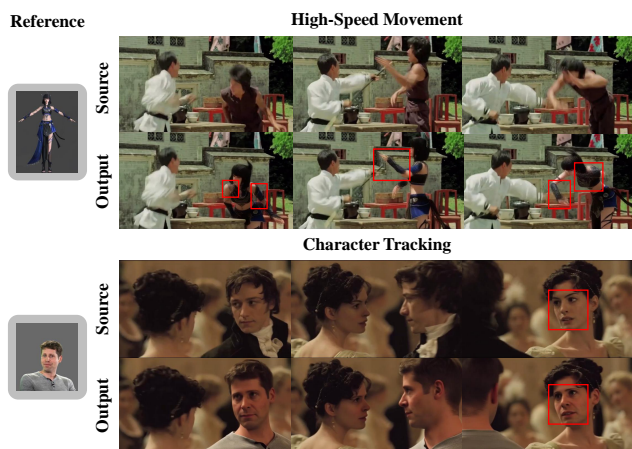 Reference
High-Speed Movement
Source
Output
Character Tracking
Source
Output